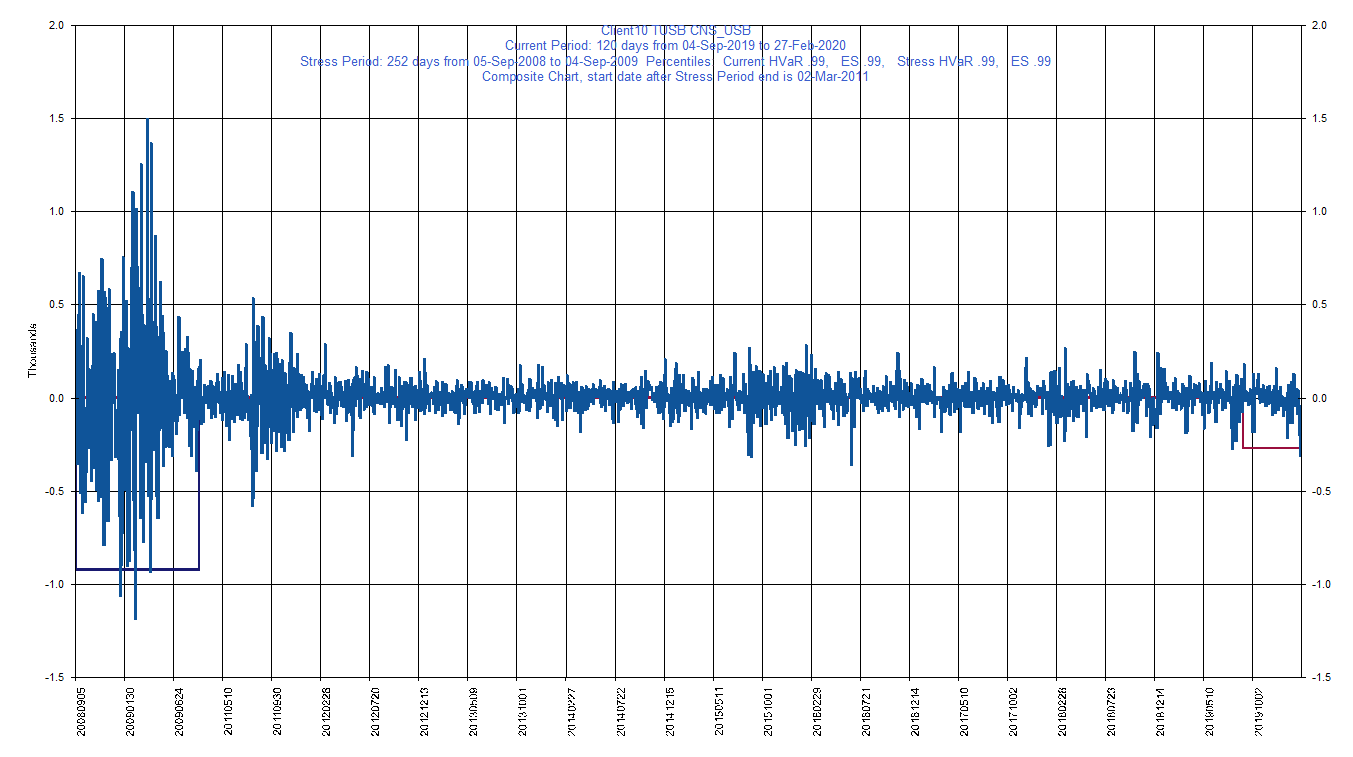 Client10 TUSB CNS_USB
Current Period: 120 days from 04-Sep-2019 to 27-Feb-2020
Stress Period: 252 days from 05-Sep-2008 to 04-Sep-2009 Percentiles: Current HVaR .99, ES .99, Stress HVaR .99, ES .99
Composite Chart, start date after Stress Period end is 02-Mar-2011
2.0 2.0
1.5 1.5
1.0 1.0
0.5 0.5
Thousands
0.0 0.0
-0.5 -0.5
-1.0 -1.0
-1.5 -1.5
20080905 20090130 20090624 20110510 20110930 20120228 20120720 20121213 20130509 20131001 20140227 20140722 20141215 20150511 20151001 20160229 20160721 20161214 20170510 20171002 20180228 20180723 20181214 20190510 20191002